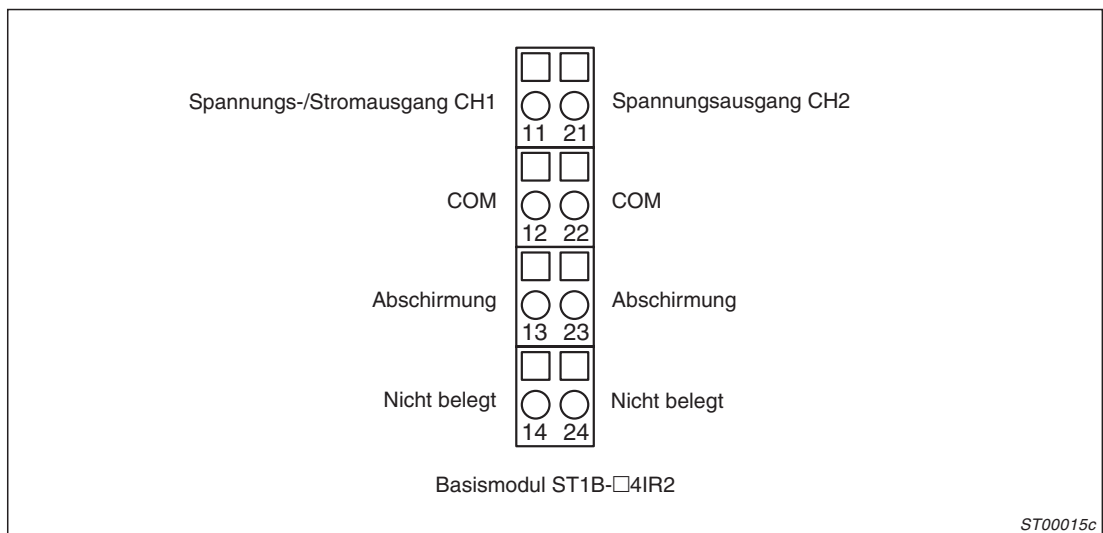 Spannungs-/Stromausgang CH1
Spannungsausgang CH2
11 21
COM
COM
12 22
Abschirmung
Abschirmung
13 23
Nicht belegt
Nicht belegt
14 24
Basismodul ST1B-□4IR2
ST00015c